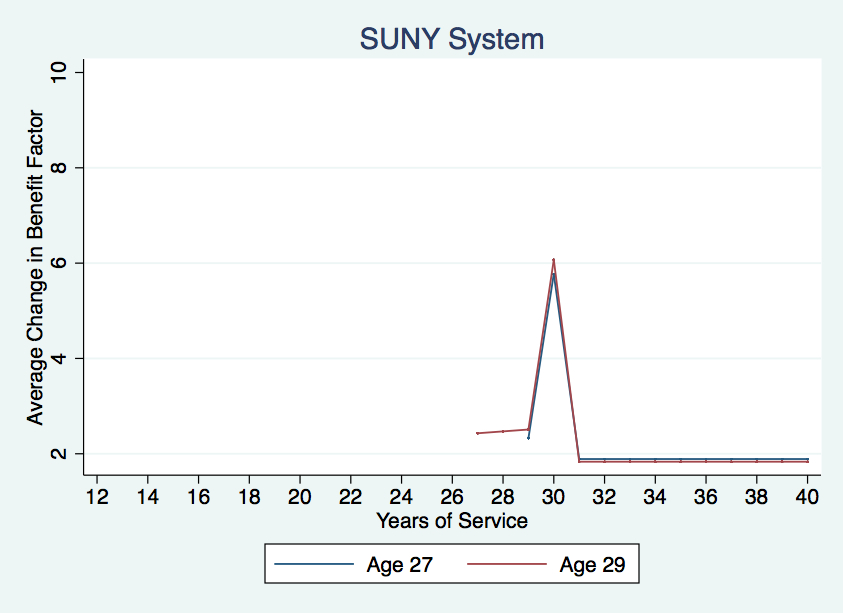 SUNY System
Average Change in Benefit Factor
10
8
6
4
2
12 14 16 18 20 22 24 26 28 30 32 34 36 38 40
Years of Service
Age 27 Age 29